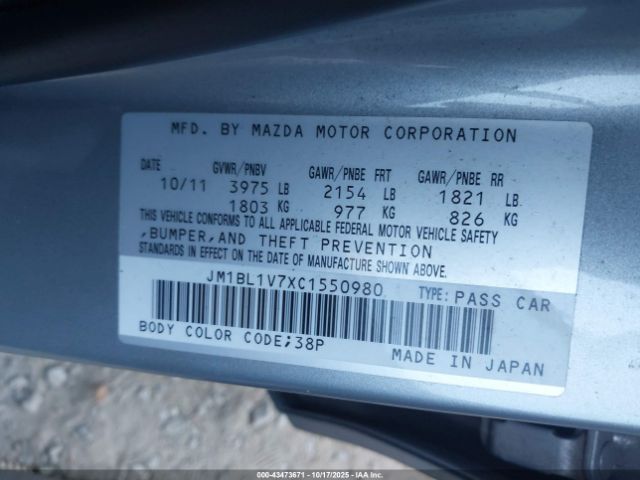 MFD. BY MAZDA MOTOR CORPORATION
DATE GVWR/PNBV GAWR/PNBE FRT GAWR/PNBE RR
10/11 3975 LB 2154 LB 1821 LB
1803 KG 977 KG 826 KG
THIS VEHICLE CONFORMS TO ALL APPLICABLE FEDERAL MOTOR VEHICLE SAFETY
,BUMPER,AND THEFT PREVENTION
STANDARDS IN EFFECT ON THE DATE OF MANUFACTURE SHOWN ABOVE.
JM1BL1V7XC1550980 TYPE: PASS CAR
BODY COLOR CODE;38P MADE IN JAPAN
000-43473671 - 10/17/2025 - IAAI.CA